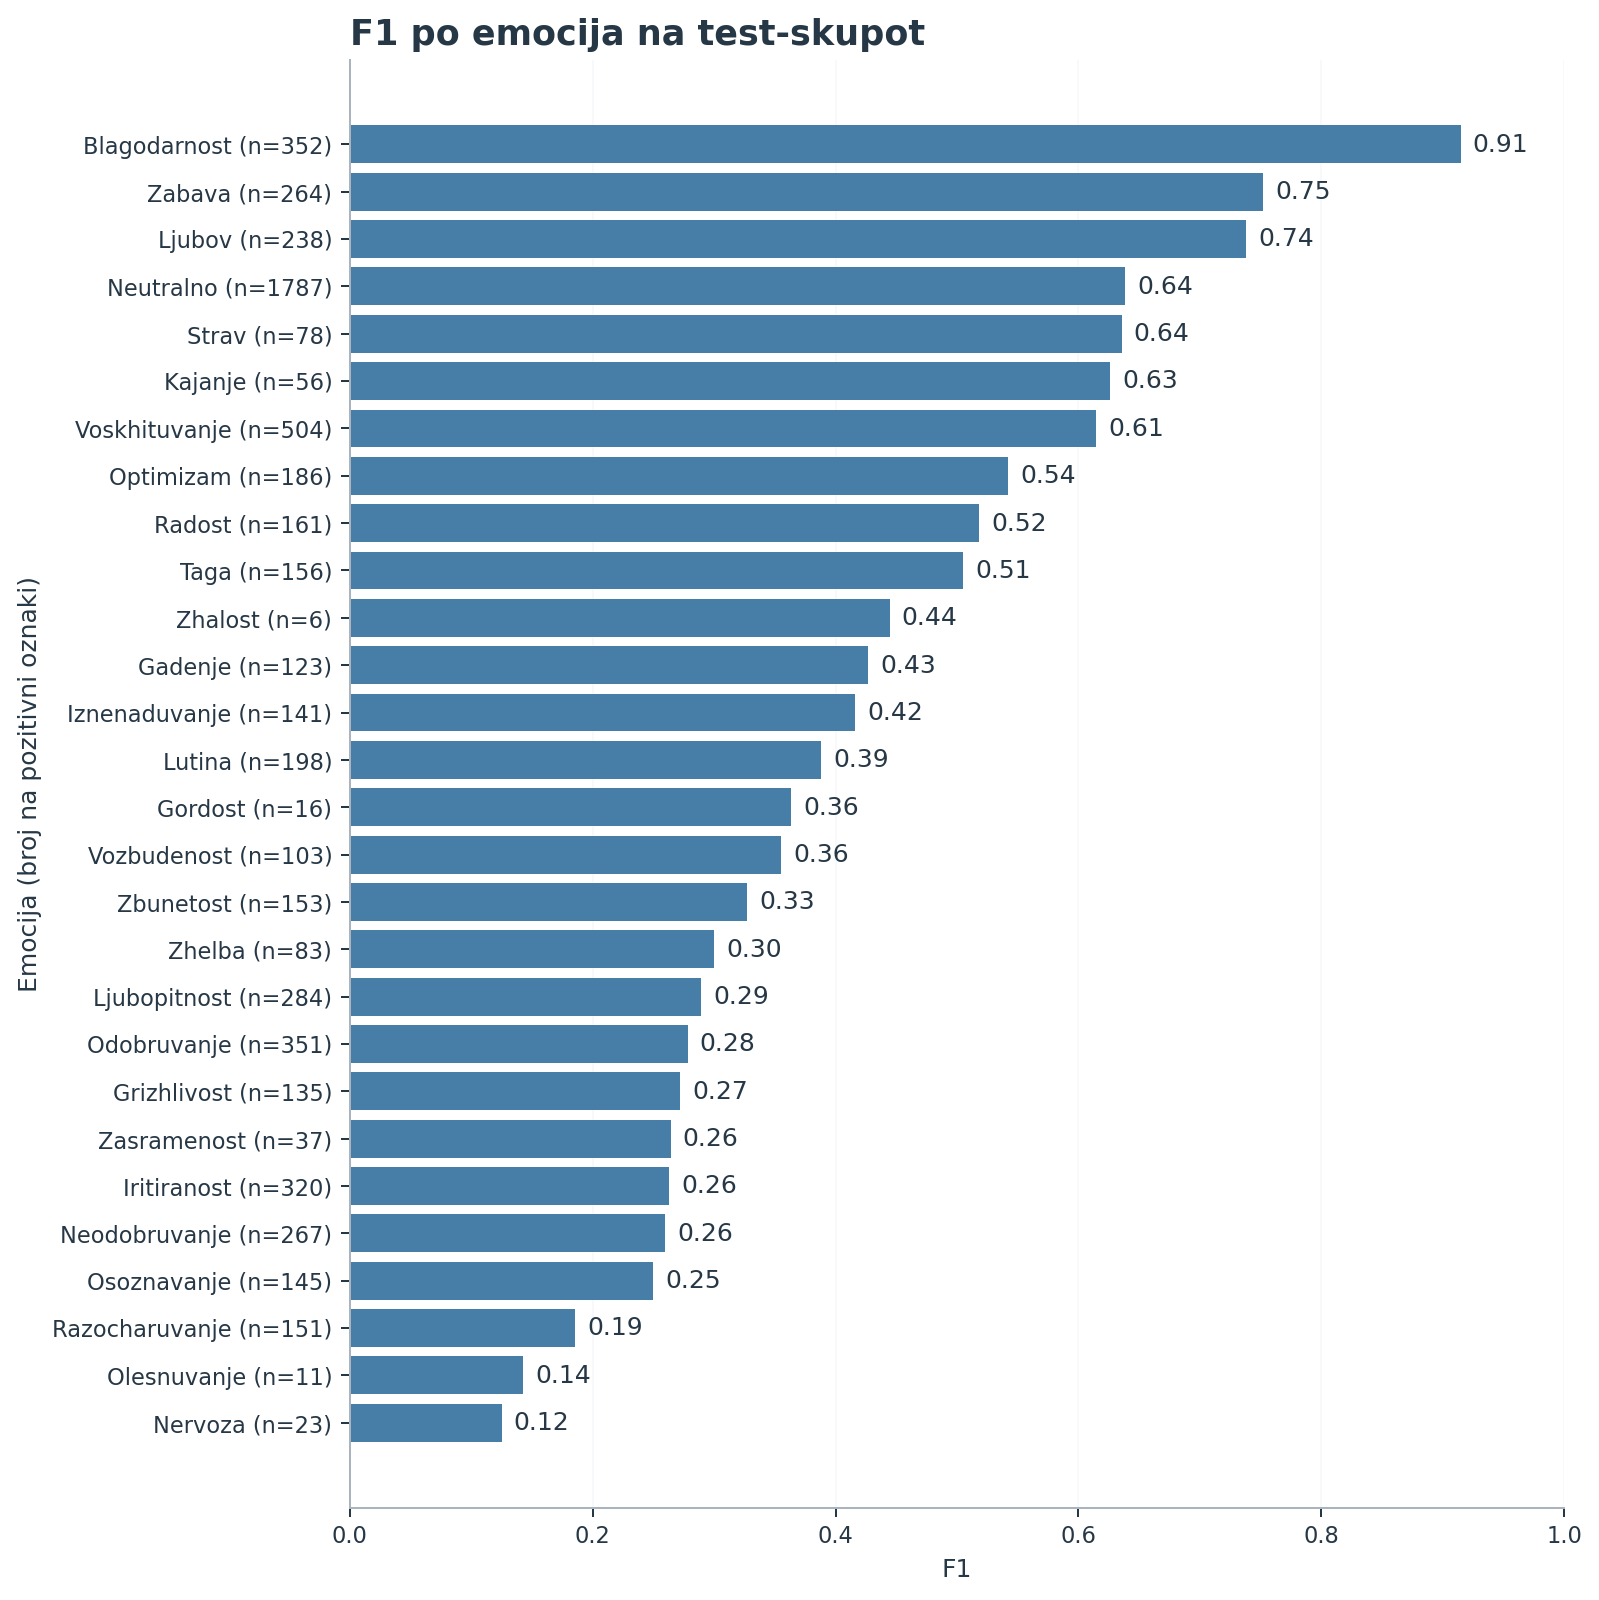 F1 po emocija na test-skupot
Emocija (broj na pozitivni oznaki)
Blagodarnost (n=352) 0.91
Zabava (n=264) 0.75
Ljubov (n=238) 0.74
Neutralno (n=1787) 0.64
Strav (n=78) 0.64
Kajanje (n=56) 0.63
Voskhituvanje (n=504) 0.61
Optimizam (n=186) 0.54
Radost (n=161) 0.52
Taga (n=156) 0.51
Zhalost (n=6) 0.44
Gadenje (n=123) 0.43
Iznenaduvanje (n=141) 0.42
Lutina (n=198) 0.39
Gordost (n=16) 0.36
Vozbudenost (n=103) 0.36
Zbunetost (n=153) 0.33
Zhelba (n=83) 0.30
Ljubopitnost (n=284) 0.29
Odobruvanje (n=351) 0.28
Grizhlivost (n=135) 0.27
Zasramenost (n=37) 0.26
Iritiranost (n=320) 0.26
Neodobruvanje (n=267) 0.26
Osoznavanje (n=145) 0.25
Razocharuvanje (n=151) 0.19
Olesnuvanje (n=11) 0.14
Nervoza (n=23) 0.12
0.0 0.2 0.4 0.6 0.8 1.0
F1